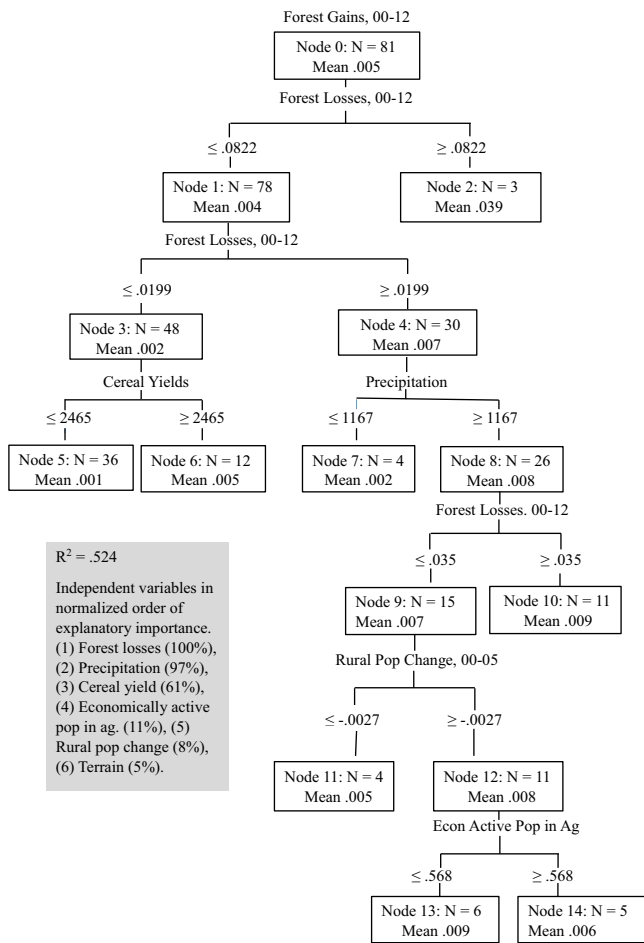 Forest Gains, 00-12
Node 0: N = 81
Mean .005
Forest Losses, 00-12
≤ .0822
≥ .0822
Node 1: N = 78
Mean .004
Node 2: N = 3
Mean .039
Forest Losses, 00-12
≤ .0199
≥ .0199
Node 3: N = 48
Mean .002
Node 4: N = 30
Mean .007
Cereal Yields
Precipitation
≤ 2465
≥ 2465
≤ 1167
≥ 1167
Node 5: N = 36
Mean .001
Node 6: N = 12
Mean .005
Node 7: N = 4
Mean .002
Node 8: N = 26
Mean .008
Forest Losses. 00-12
≤ .035
≥ .035
Node 9: N = 15
Mean .007
Node 10: N = 11
Mean .009
Rural Pop Change, 00-05
≤ -.0027
≥ -.0027
Node 11: N = 4
Mean .005
Node 12: N = 11
Mean .008
Econ Active Pop in Ag
≤ .568
≥ .568
Node 13: N = 6
Mean .009
Node 14: N = 5
Mean .006
R² = .524
Independent variables in
normalized order of
explanatory importance.
(1) Forest losses (100%),
(2) Precipitation (97%),
(3) Cereal yield (61%),
(4) Economically active
pop in ag. (11%), (5)
Rural pop change (8%),
(6) Terrain (5%).